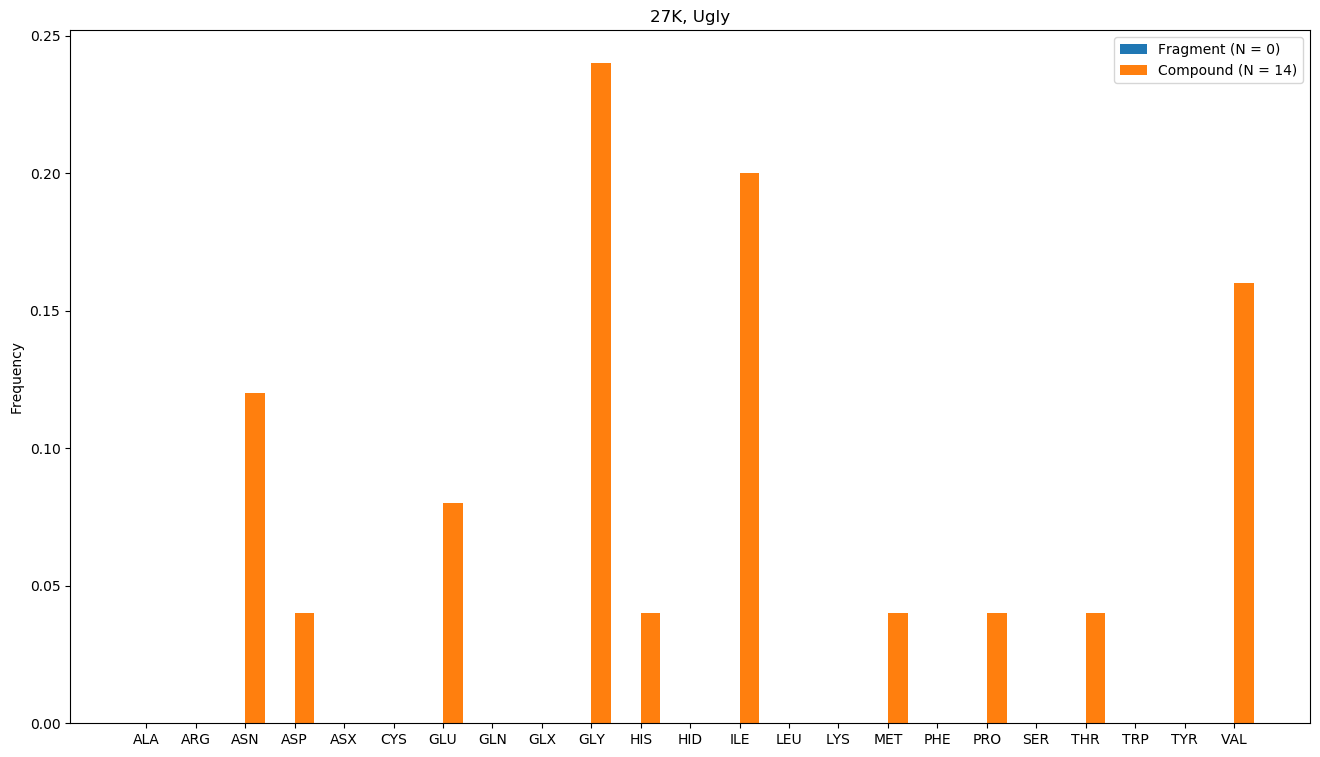 27K, Ugly
Fragment (N = 0)
Compound (N = 14)
Frequency
0.25
0.20
0.15
0.10
0.05
0.00
ALA ARG ASN ASP ASX CYS GLU GLN GLX GLY HIS HID ILE LEU LYS MET PHE PRO SER THR TRP TYR VAL